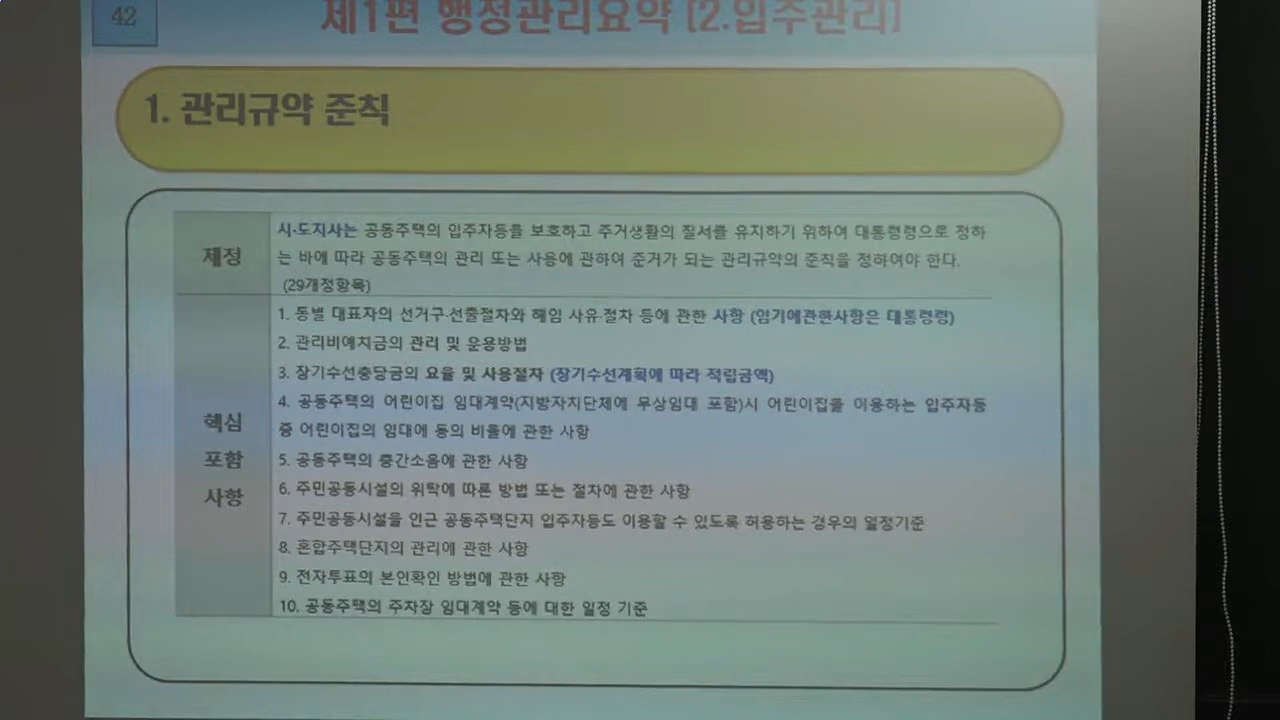 42
제1편 행정관리요약 [2.입주관리]
1. 관리규약 준칙
제정
시·도지사는 공동주택의 입주자등를 보호하고 주거생활의 질서를 유지하기 위하여 대통령령으로 정하
는 바에 따라 공동주택의 관리 또는 사용에 관하여 준거가 되는 관리규약의 준칙을 정하여야 한다.
(29개정항목)
핵심
포함
사항
1. 동별 대표자의 선거구·선출절차와 해임 사유·절차 등에 관한 사항 (임기에관한사항은 대통령령)
2. 관리비예치금의 관리 및 운용방법
3. 장기수선충당금의 요율 및 사용절차 (장기수선계획에 따라 적립금액)
4. 공동주택의 어린이집 임대계약(지방자치단체에 무상임대 포함)시 어린이집을 이용하는 입주자등
중 어린이집의 임대에 동의 비율에 관한 사항
5. 공동주택의 층간소음에 관한 사항
6. 주민공동시설의 위탁에 따른 방법 또는 절차에 관한 사항
7. 주민공동시설을 인근 공동주택단지 입주자등도 이용할 수 있도록 허용하는 경우의 일정기준
8. 혼합주택단지의 관리에 관한 사항
9. 전자투표의 본인확인 방법에 관한 사항
10. 공동주택의 주차장 임대계약 등에 대한 일정 기준